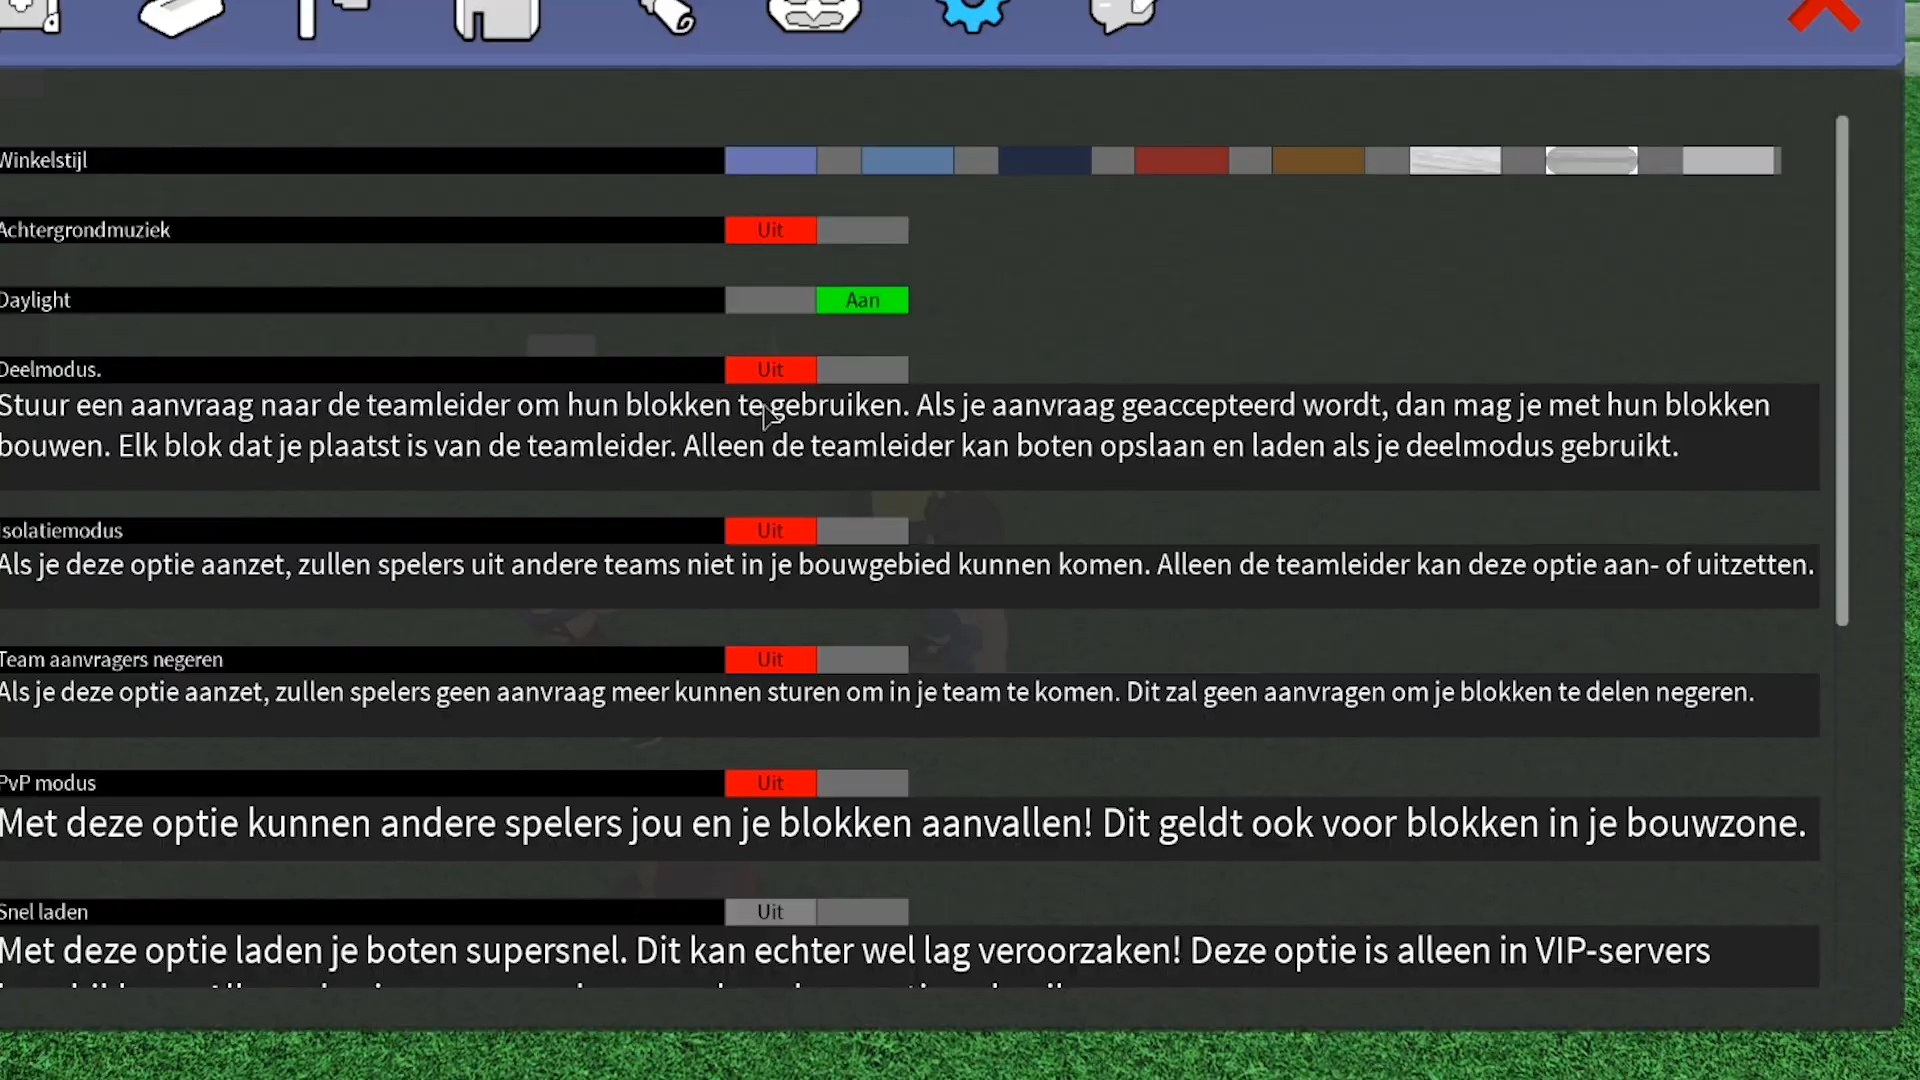 Winkelstijl
Achtergrondmuziek
Uit
Daylight
Aan
Deelmodus.
Uit
Stuur een aanvraag naar de teamleider om hun blokken te gebruiken. Als je aanvraag geaccepteerd wordt, dan mag je met hun blokken
bouwen. Elk blok dat je plaatst is van de teamleider. Alleen de teamleider kan boten opslaan en laden als je deelmodus gebruikt.
Isolatiemodus
Uit
Als je deze optie aanzet, zullen spelers uit andere teams niet in je bouwgebied kunnen komen. Alleen de teamleider kan deze optie aan- of uitzetten.
Team aanvragers negeren
Uit
Als je deze optie aanzet, zullen spelers geen aanvraag meer kunnen sturen om in je team te komen. Dit zal geen aanvragen om je blokken te delen negeren.
PvP modus
Uit
Met deze optie kunnen andere spelers jou en je blokken aanvallen! Dit geldt ook voor blokken in je bouwzone.
Snel laden
Uit
Met deze optie laden je boten supersnel. Dit kan echter wel lag veroorzaken! Deze optie is alleen in VIP-servers